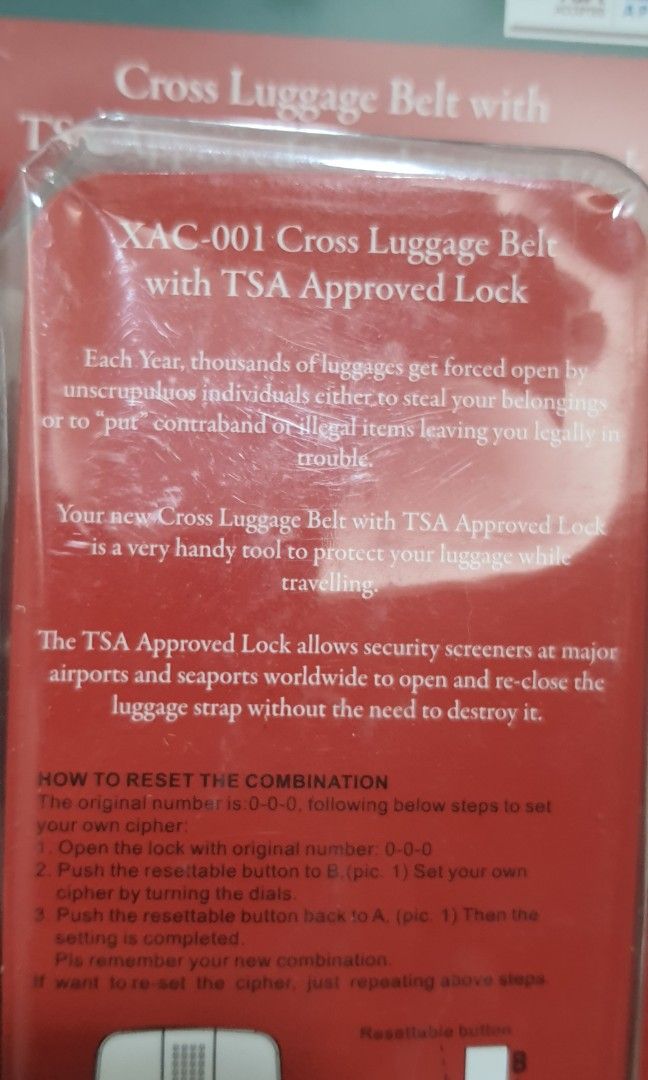 ACCEPTED
AP
Cross Luggage Belt with
TSA Approved
XAC-001 Cross Luggage Belt
with TSA Approved Lock
Each Year, thousands of luggages get forced open by
unscrupuluos individuals either to steal your belongings
or to "put" contraband or illegal items leaving you legally in
trouble.
Your new Cross Luggage Belt with TSA Approved Lock
is a very handy tool to protect your luggage while
travelling.
The TSA Approved Lock allows security screeners at major
airports and seaports worldwide to open and re-close the
luggage strap without the need to destroy it.
HOW TO RESET THE COMBINATION
The original number is:0-0-0, following below steps to set
your own cipher:
1. Open the lock with original number: 0-0-0
2. Push the resettable button to B.(pic. 1) Set your own
cipher by turning the dials.
3. Push the resettable button back to A. (pic. 1) Then the
setting is completed.
Pls remember your new combination.
If want to re-set the cipher, just repeating above steps
Resettable button
B